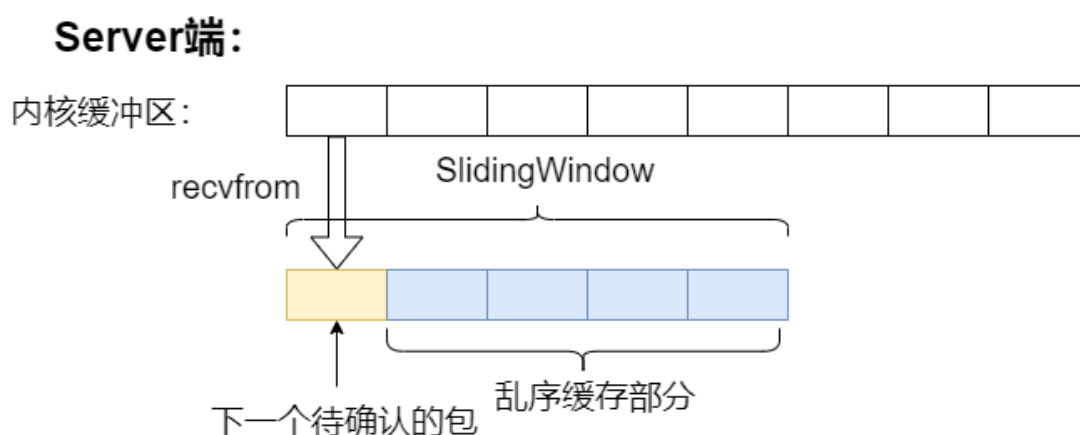 Server端：
内核缓冲区：
recvfrom
SlidingWindow
乱序缓存部分
下一个待确认的包